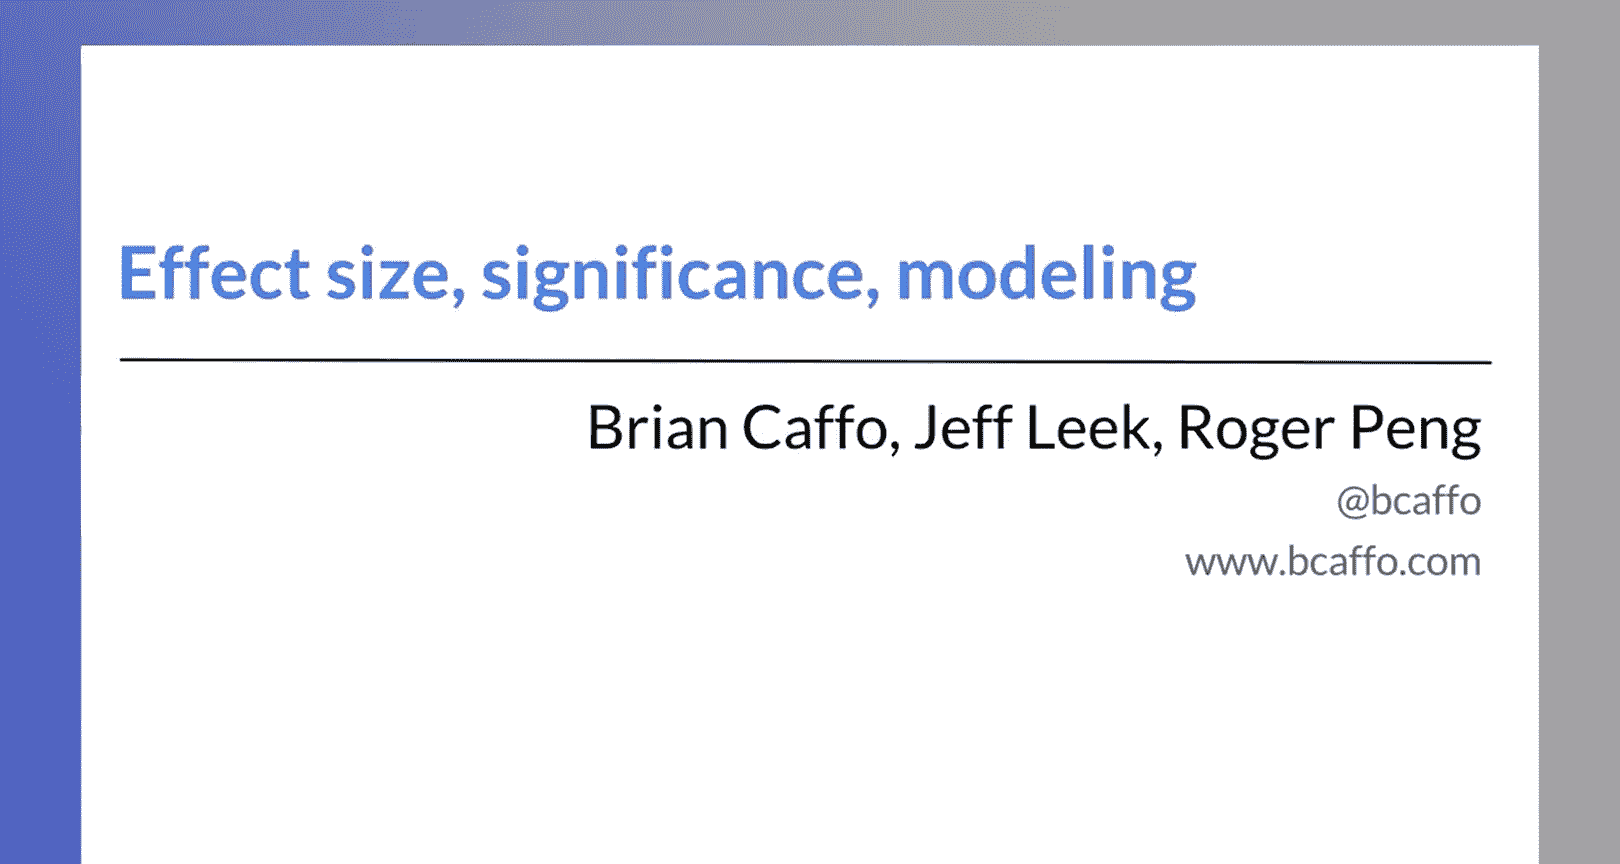 Effect size, significance, modeling
Brian Caffo, Jeff Leek, Roger Peng
@bcaffo
www.bcaffo.com